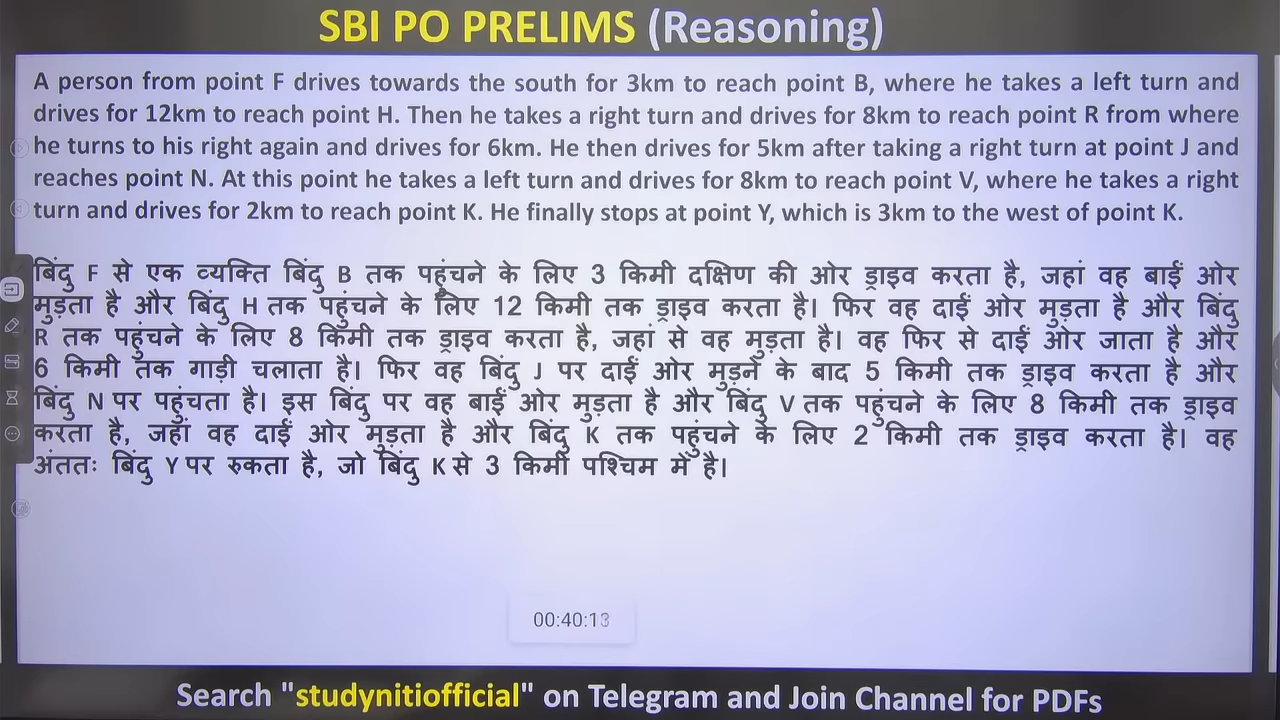 SBI PO PRELIMS (Reasoning)
A person from point F drives towards the south for 3km to reach point B, where he takes a left turn and
drives for 12km to reach point H. Then he takes a right turn and drives for 8km to reach point R from where
he turns to his right again and drives for 6km. He then drives for 5km after taking a right turn at point J and
reaches point N. At this point he takes a left turn and drives for 8km to reach point V, where he takes a right
turn and drives for 2km to reach point K. He finally stops at point Y, which is 3km to the west of point K.
बिंदु F से एक व्यक्ति बिंदु B तक पहुंचने के लिए 3 किमी दक्षिण की ओर ड्राइव करता है, जहां वह बाईं ओर
मुड़ता है और बिंदु H तक पहुंचने के लिए 12 किमी तक ड्राइव करता है। फिर वह दाईं ओर मुड़ता है और बिंदु
R तक पहुंचने के लिए 8 किमी तक ड्राइव करता है, जहां से वह मुड़ता है। वह फिर से दाईं ओर जाता है और
6 किमी तक गाड़ी चलाता है। फिर वह बिंदु J पर दाईं ओर मुड़ने के बाद 5 किमी तक ड्राइव करता है और
बिंदु N पर पहुंचता है। इस बिंदु पर वह बाईं ओर मुड़ता है और बिंदु V तक पहुंचने के लिए 8 किमी तक ड्राइव
करता है, जहां वह दाईं ओर मुड़ता है और बिंदु K तक पहुंचने के लिए 2 किमी तक ड्राइव करता है। वह
अंततः बिंदु Y पर रुकता है, जो बिंदु K से 3 किमी पश्चिम में है।
00:40:13
Search "studynitiofficial" on Telegram and Join Channel for PDFs